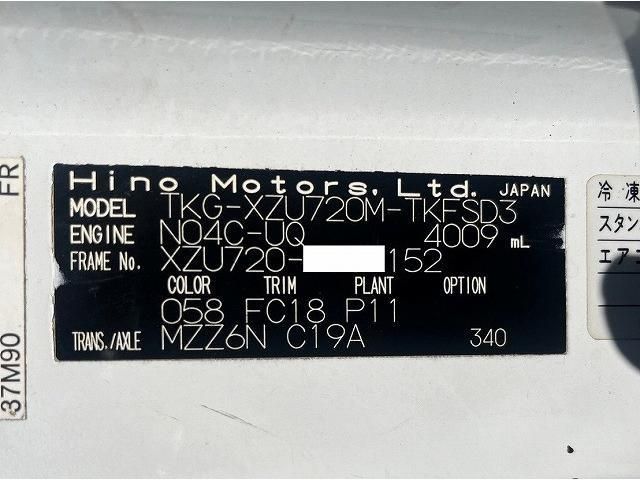 Hino Motors, Ltd. JAPAN
MODEL TKG-XZU720M-TKFSD3
ENGINE N04C-UQ 4009 mL
FRAME No. XZU720- 152
COLOR TRIM PLANT OPTION
058 FC18 P11
TRANS./AXLE MZZ6N C19A 340
FR
37M90
冷 凍
スタン
エアコ